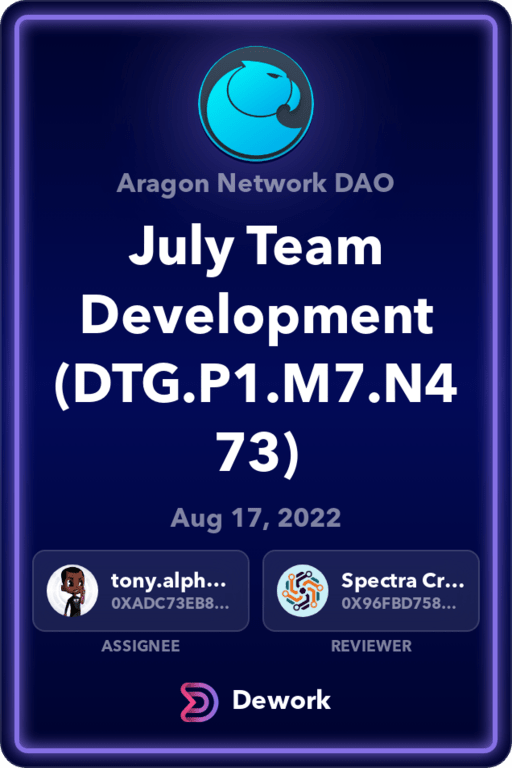 Aragon Network DAO
July Team
Development
(DTG.P1.M7.N4
73)
Aug 17, 2022
tony.alph...
0XADC73EB8...
ASSIGNEE
Spectra Cr...
0X96FBD758...
REVIEWER
Dework